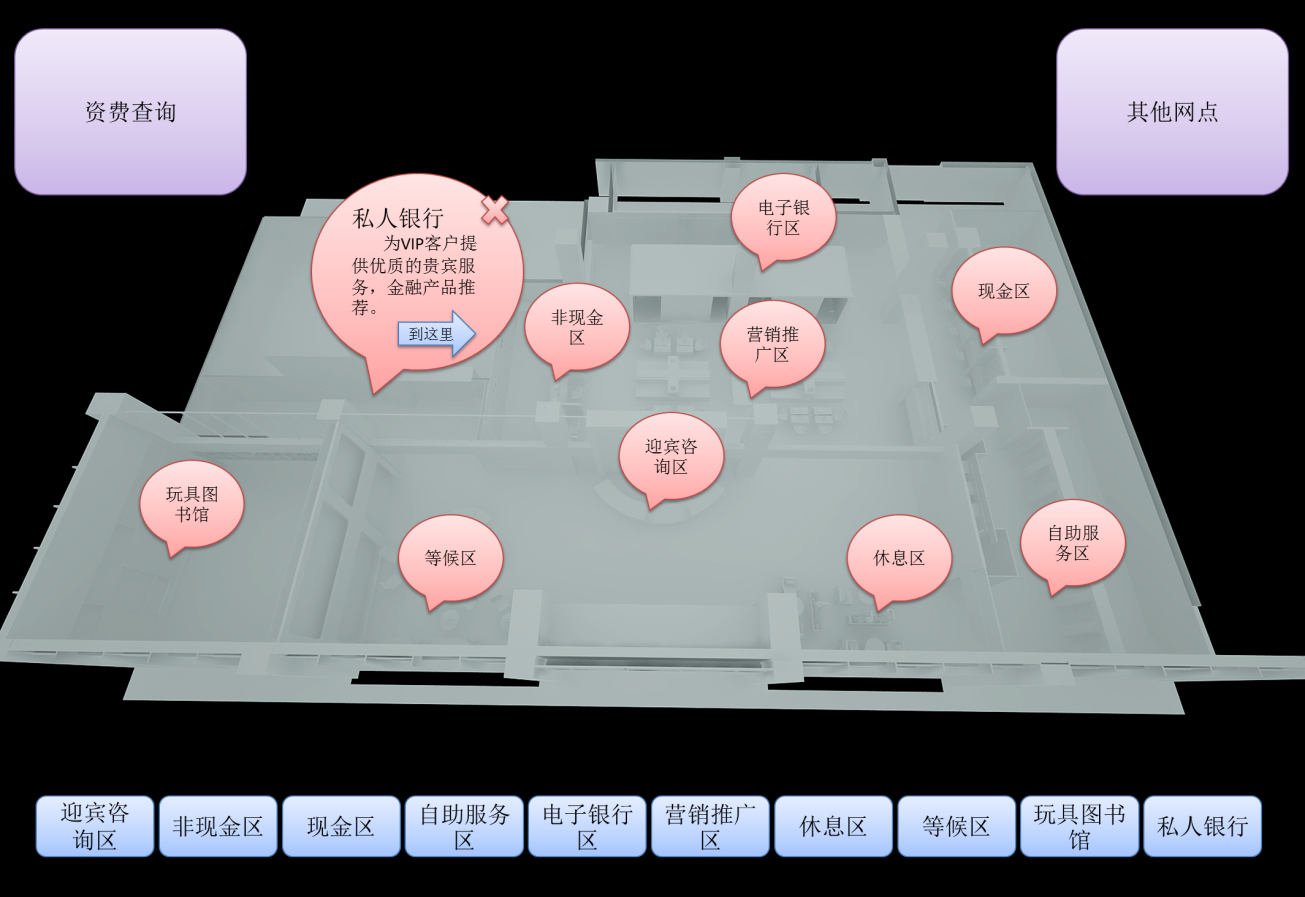 资费查询
其他网点
私人银行
为VIP客户提
供优质的贵宾服
务，金融产品推
荐。
到这里
电子银
行区
现金区
非现金
区
营销推
广区
迎宾咨
询区
玩具图
书馆
等候区
休息区
自助服
务区
迎宾咨
询区
非现金区
现金区
自助服务
区
电子银行
区
营销推广
区
休息区
等候区
玩具图书
馆
私人银行